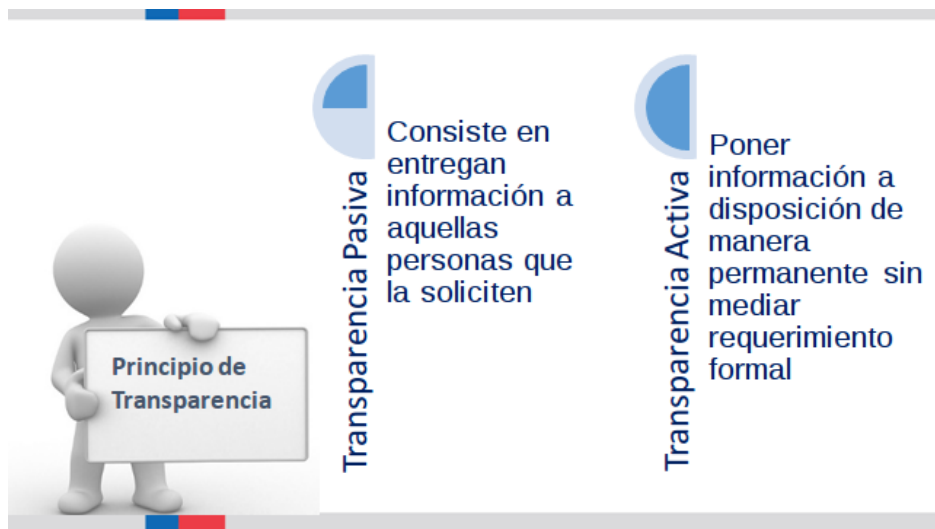 Principio de
Transparencia
Transparencia Pasiva
Consiste en
entregan
información a
aquellas
personas que
la soliciten
Transparencia Activa
Poner
información a
disposición de
manera
permanente sin
mediar
requerimiento
formal